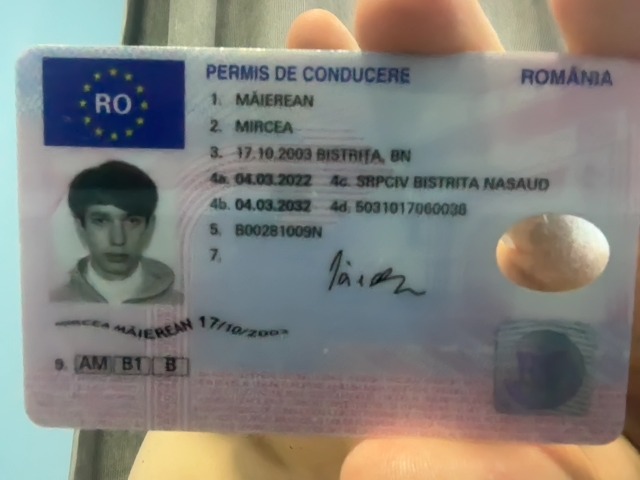 RO
PERMIS DE CONDUCERE ROMÂNIA
1. MĂIEREAN
2. MIRCEA
3. 17.10.2003 BISTRIȚA, BN
4a. 04.03.2022 4c. SRPCIV BISTRITA NASAUD
4b. 04.03.2032 4d. 5031017060036
5. B00281009N
7.
MIRCEA MĂIEREAN 17/10/2003
9. AM B1 B